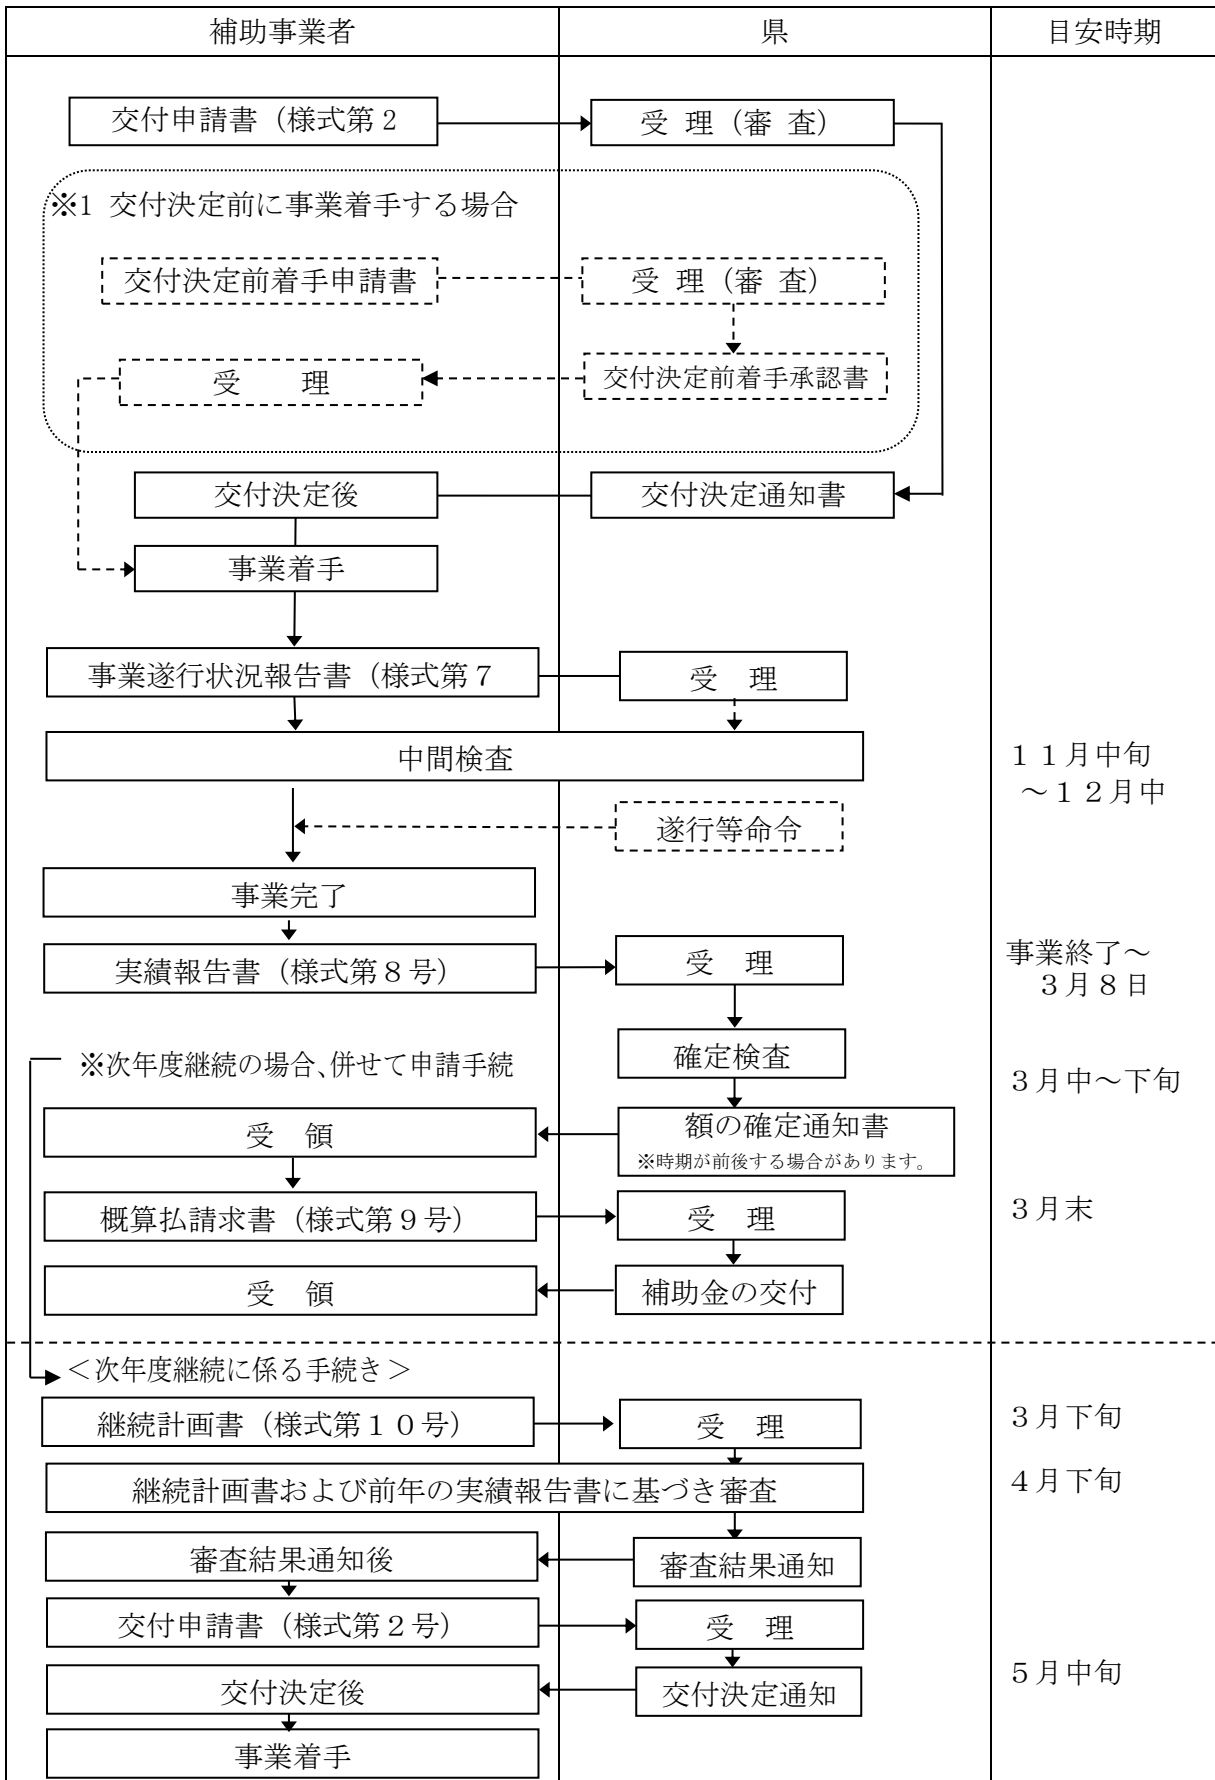 補助事業者
県
目安時期
交付申請書（様式第２
受 理（審 査）
※1 交付決定前に事業着手する場合
交付決定前着手申請書
受 理（審 査）
受　　理
交付決定前着手承認書
交付決定後
交付決定通知書
事業着手
事業遂行状況報告書（様式第７
受　理
中間検査
１１月中旬
～１２月中
遂行等命令
事業完了
実績報告書（様式第８号）
受　理
事業終了～
３月８日
※次年度継続の場合、併せて申請手続
確定検査
３月中～下旬
受　領
額の確定通知書
※時期が前後する場合があります。
概算払請求書（様式第９号）
受　理
３月末
受　領
補助金の交付
＜次年度継続に係る手続き＞
継続計画書（様式第１０号）
受　理
３月下旬
継続計画書および前年の実績報告書に基づき審査
４月下旬
審査結果通知後
審査結果通知
交付申請書（様式第２号）
受　理
交付決定後
交付決定通知
５月中旬
事業着手